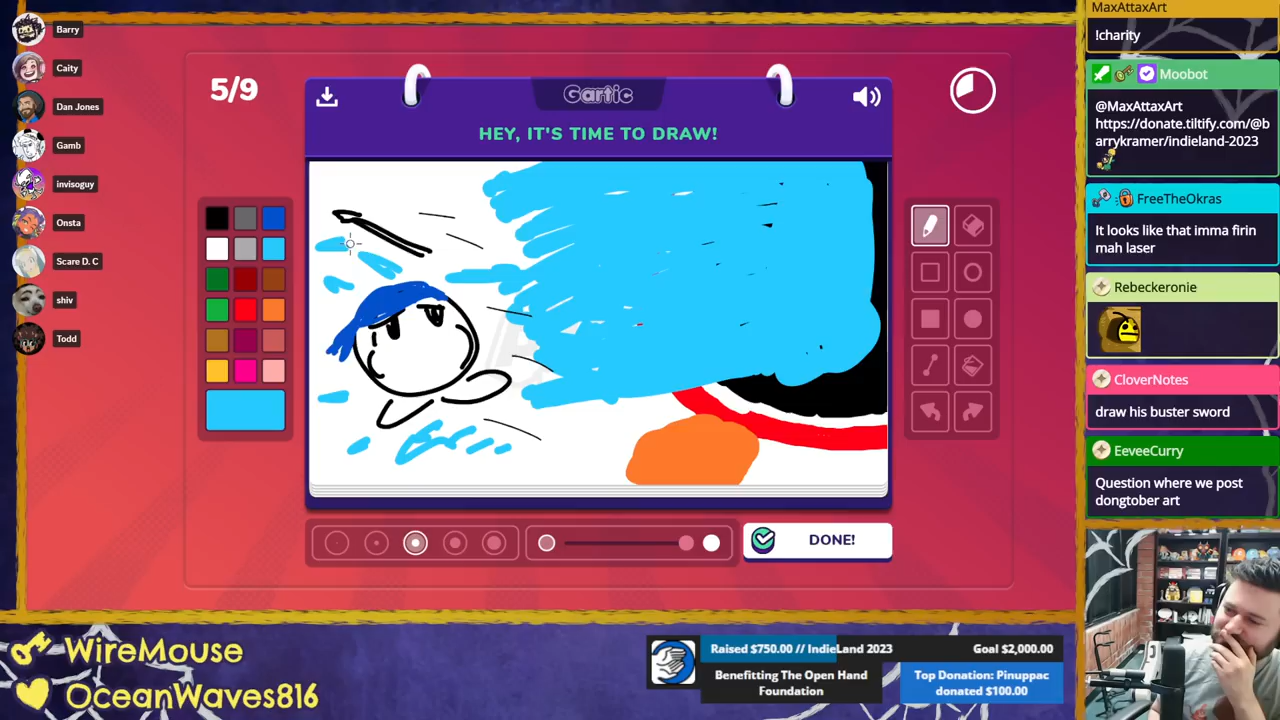 Barry
Caity
Dan Jones
Gamb
invisoguy
Onsta
Scare D. C
shiv
Todd
5/9
Gartic
HEY, IT'S TIME TO DRAW!
DONE!
MaxAttaxArt
!charity
Moobot
@MaxAttaxArt
https://donate.tiltify.com/@b
arrykramer/indieland-2023
FreeTheOkras
It looks like that imma firin
mah laser
Rebeckeronie
CloverNotes
draw his buster sword
EeveeCurry
Question where we post
dongtober art
WireMouse
OceanWaves816
Raised $750.00 // IndieLand 2023
Goal $2,000.00
Benefitting The Open Hand
Foundation
Top Donation: Pinuppac
donated $100.00